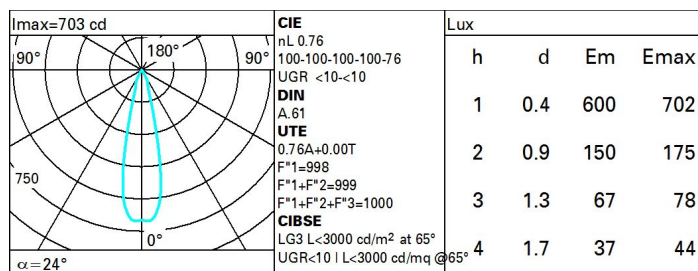 Imax=703 cd
90° 180° 90°
750
0°
α=24°
CIE
nL 0.76
100-100-100-100-76
UGR <10-<10
DIN
A.61
UTE
0.76A+0.00T
F"1=998
F"1+F"2=999
F"1+F"2+F"3=1000
CIBSE
LG3 L<3000 cd/m² at 65°
UGR<10 | L<3000 cd/mq @65°
Lux
h d Em Emax
1 0.4 600 702
2 0.9 150 175
3 1.3 67 78
4 1.7 37 44